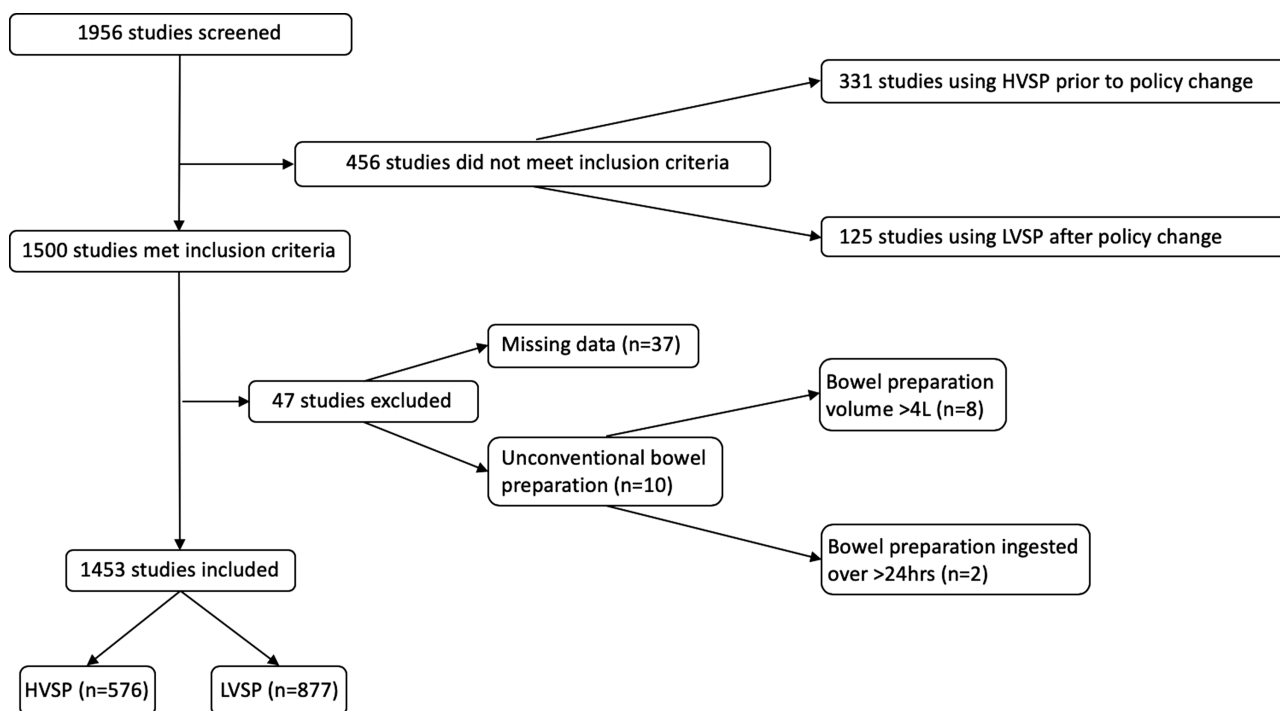 1956 studies screened
331 studies using HVSP prior to policy change
456 studies did not meet inclusion criteria
125 studies using LVSP after policy change
1500 studies met inclusion criteria
Missing data (n=37)
47 studies excluded
Bowel preparation
volume >4L (n=8)
Unconventional bowel
preparation (n=10)
Bowel preparation ingested
over >24hrs (n=2)
1453 studies included
HVSP (n=576)
LVSP (n=877)